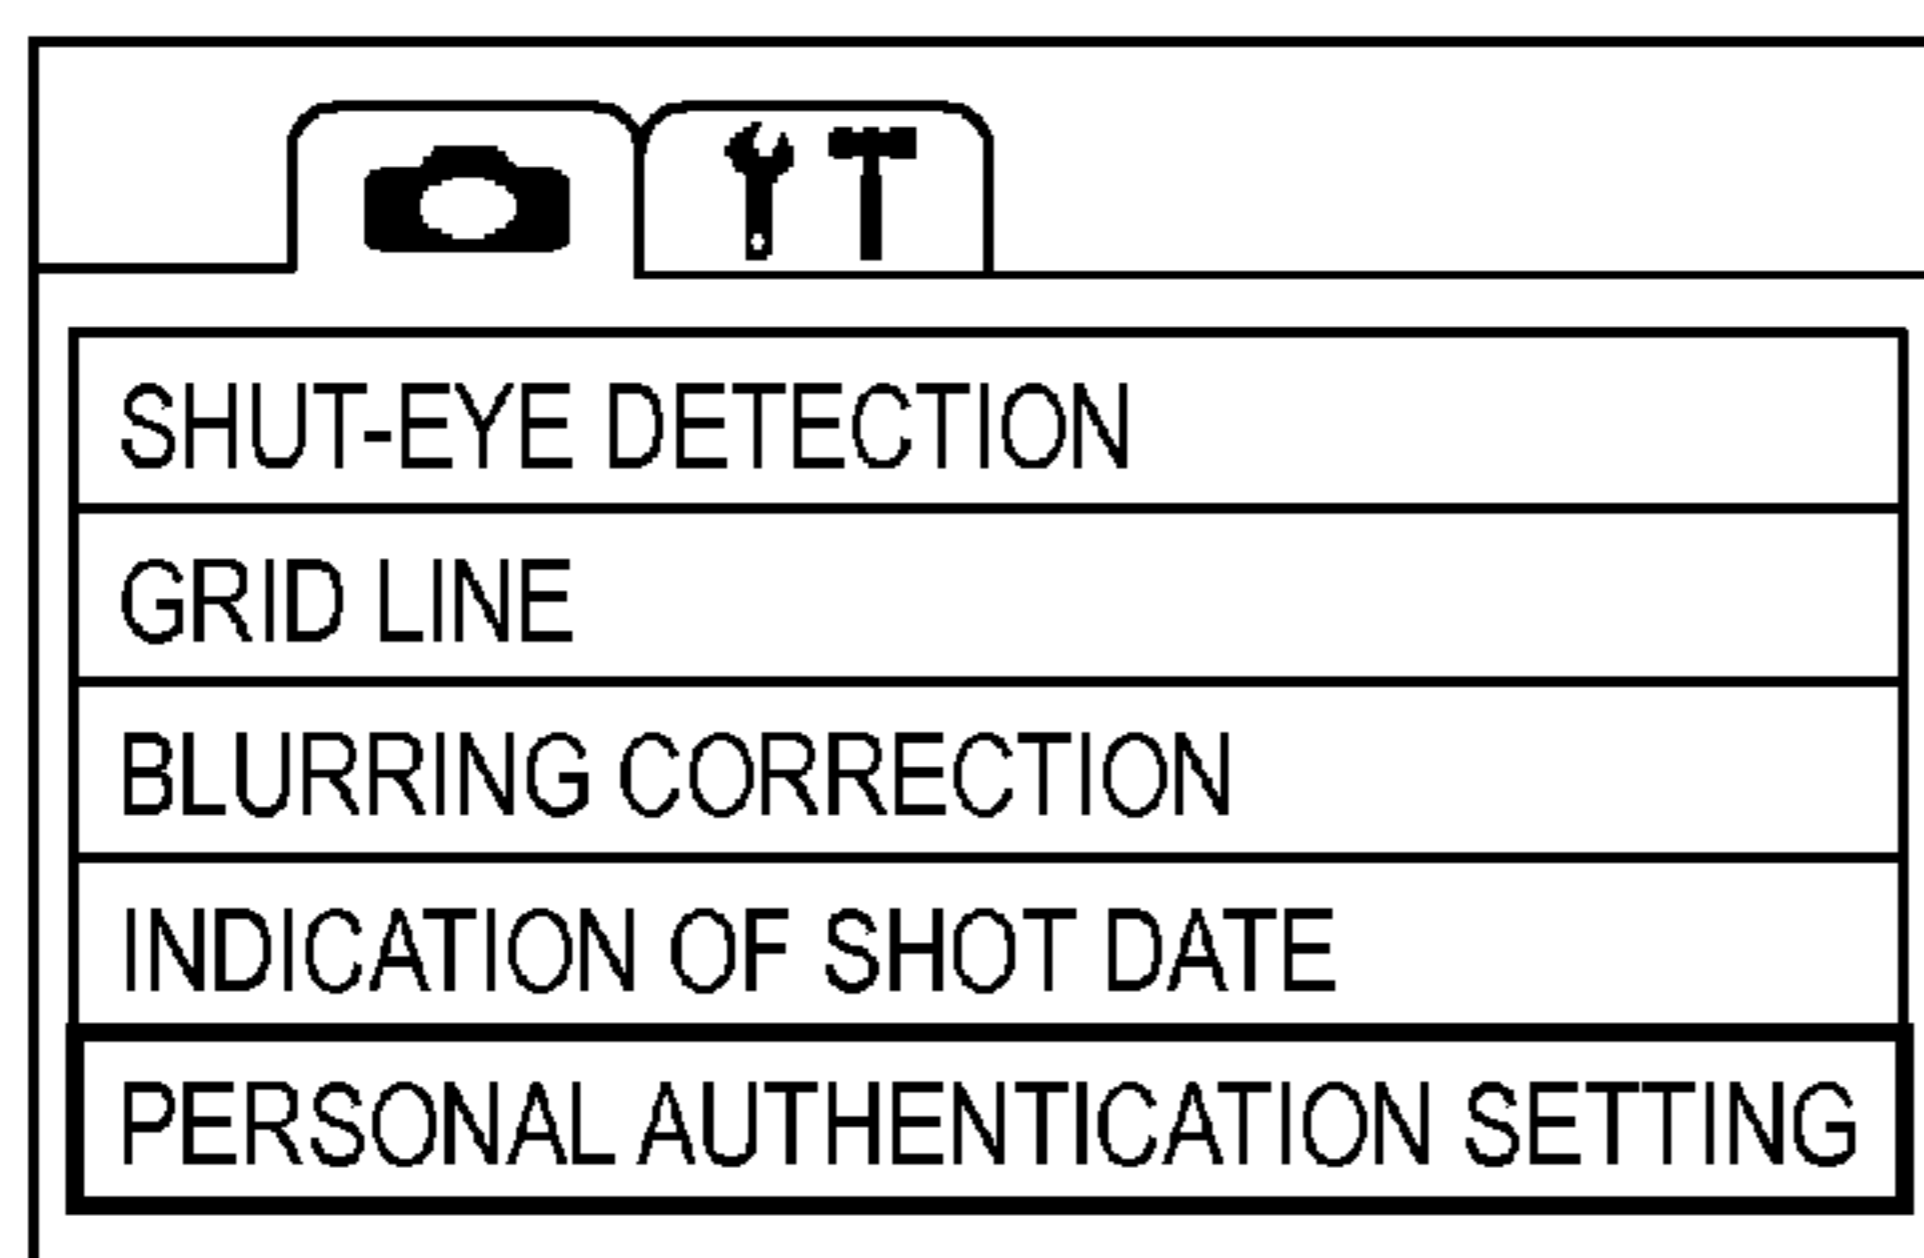 SHUT-EYE DETECTION
GRID LINE
BLURRING CORRECTION
INDICATION OF SHOT DATE
PERSONAL AUTHENTICATION SETTING